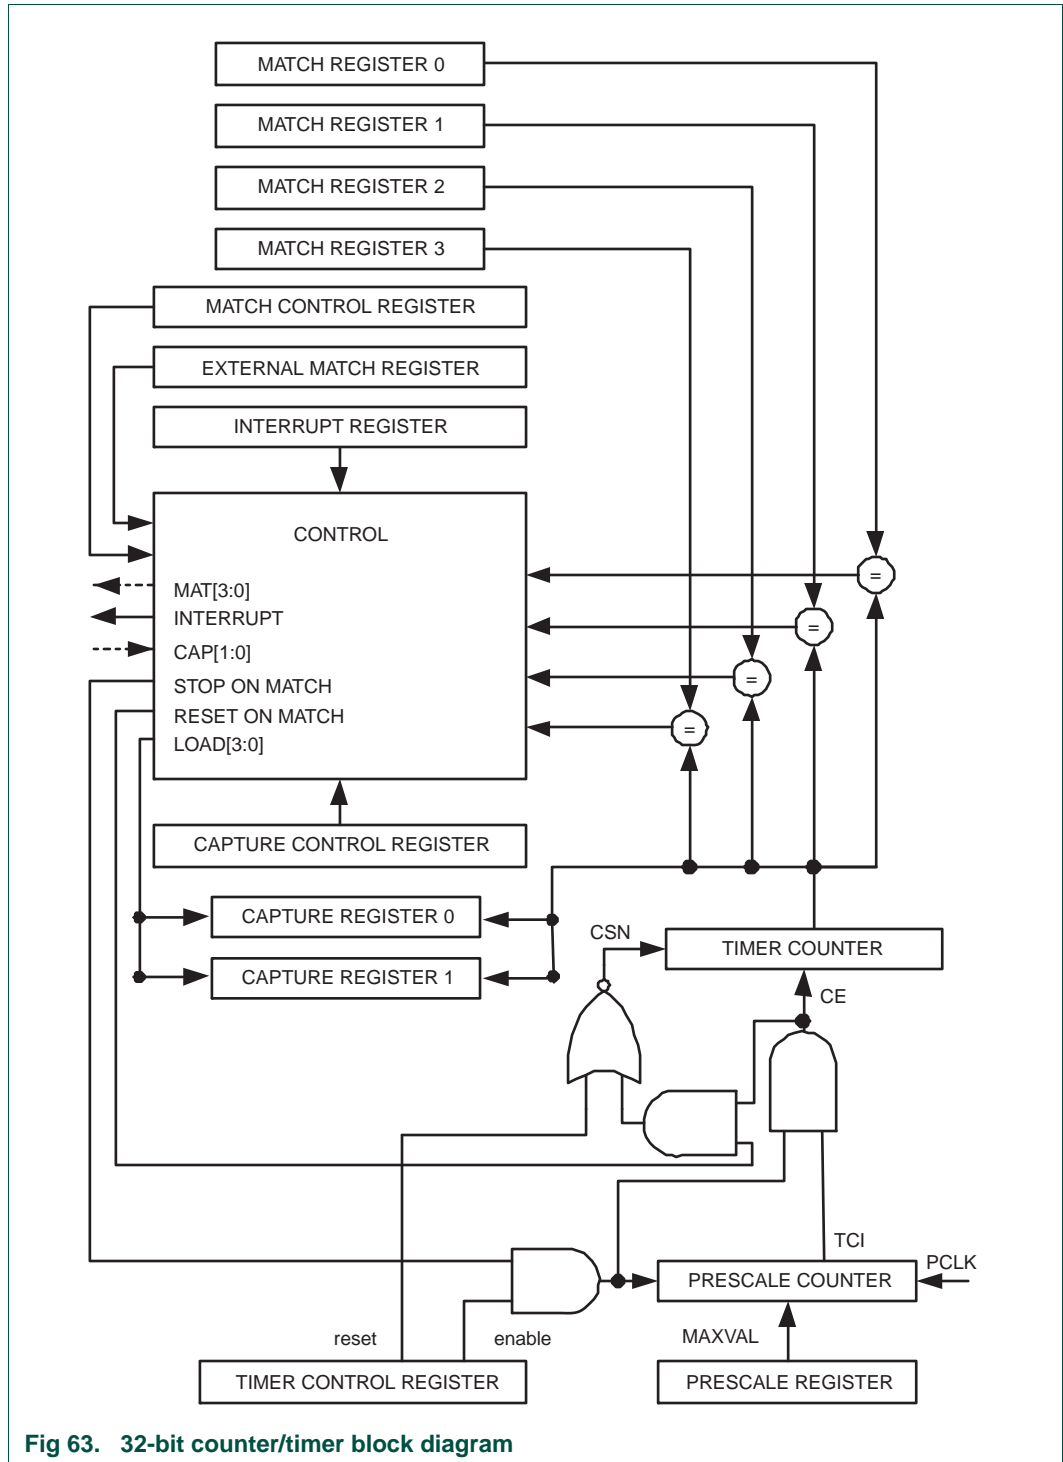 MATCH REGISTER 0
MATCH REGISTER 1
MATCH REGISTER 2
MATCH REGISTER 3
MATCH CONTROL REGISTER
EXTERNAL MATCH REGISTER
INTERRUPT REGISTER
CONTROL
=
MAT[3:0]
INTERRUPT
=
CAP[1:0]
STOP ON MATCH
=
RESET ON MATCH
=
LOAD[3:0]
CAPTURE CONTROL REGISTER
CAPTURE REGISTER 0
CSN
TIMER COUNTER
CAPTURE REGISTER 1
CE
TCI
PCLK
PRESCALE COUNTER
reset
enable
MAXVAL
TIMER CONTROL REGISTER
PRESCALE REGISTER
Fig 63. 32-bit counter/timer block diagram